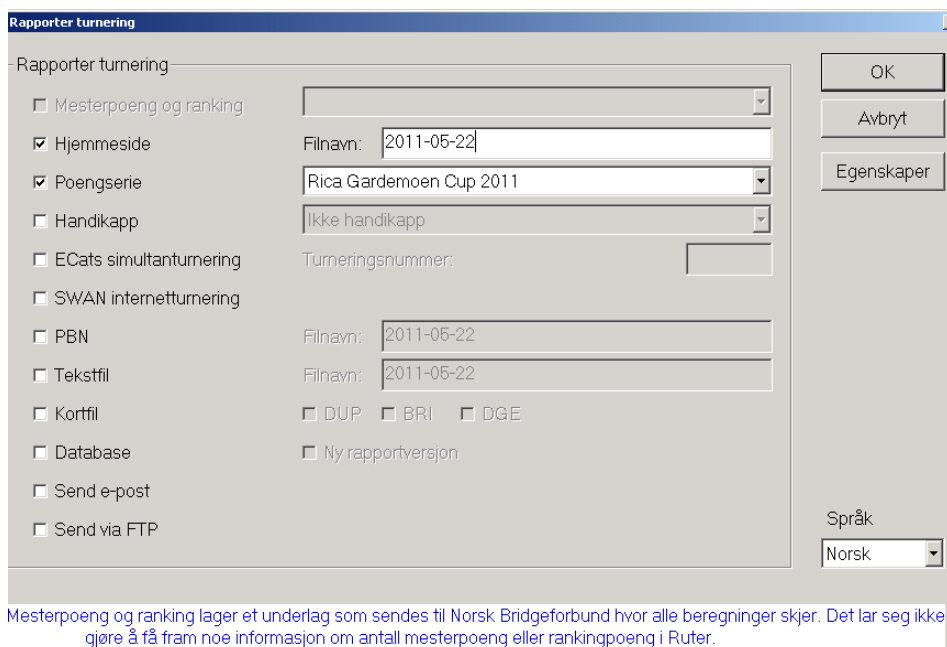 Rapporter turnering
Rapporter turnering
OK
Mesterpoeng og ranking
Avbryt
Hjemmeside Filnavn: 2011-05-22
Poengserie Rica Gardemoen Cup 2011 Egenskaper
Handikapp Ikke handikapp
ECats simultanturnering Turneringsnummer:
SWAN internetturnering
PBN Filnavn: 2011-05-22
Tekstfil Filnavn: 2011-05-22
Kortfil DUP BRI DGE
Database Ny rapportversjon
Send e-post
Send via FTP
Språk
Norsk
Mesterpoeng og ranking lager et underlag som sendes til Norsk Bridgeforbund hvor alle beregninger skjer. Det lar seg ikke
gjøre å få fram noe informasjon om antall mesterpoeng eller rankingpoeng i Ruter.